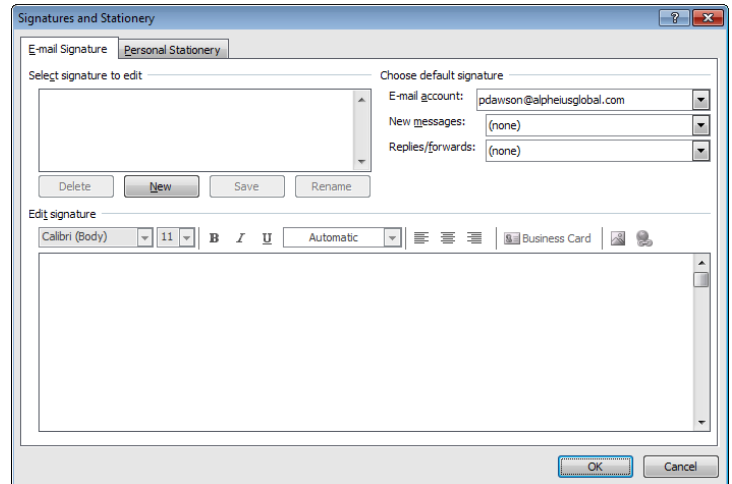 Signatures and Stationery
E-mail Signature
Personal Stationery
Select signature to edit
Choose default signature
E-mail account:
pdawson@alpheiusglobal.com
New messages:
(none)
Replies/forwards:
(none)
Delete
New
Save
Rename
Edit signature
Calibri (Body)
11
B
I
U
Automatic
Business Card
OK
Cancel